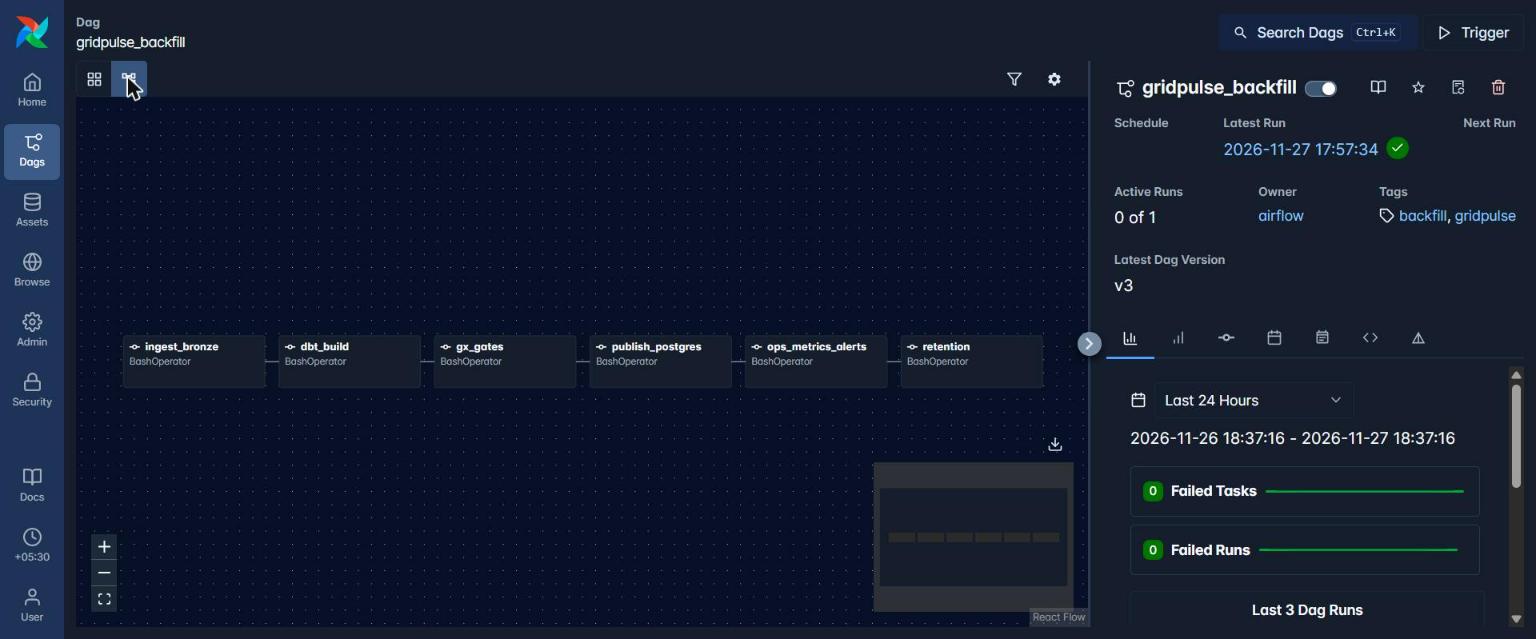 Dag
gridpulse_backfill
Search Dags Ctrl+K
Trigger
Home
Dags
Assets
Browse
Admin
Security
Docs
+05:30
User
ingest_bronze
BashOperator
dbt_build
BashOperator
gx_gates
BashOperator
publish_postgres
BashOperator
ops_metrics_alerts
BashOperator
retention
BashOperator
React Flow
gridpulse_backfill
Schedule
Latest Run
2026-11-27 17:57:34
Next Run
Active Runs
0 of 1
Owner
airflow
Tags
backfill, gridpulse
Latest Dag Version
v3
Last 24 Hours
2026-11-26 18:37:16 - 2026-11-27 18:37:16
0 Failed Tasks
0 Failed Runs
Last 3 Dag Runs